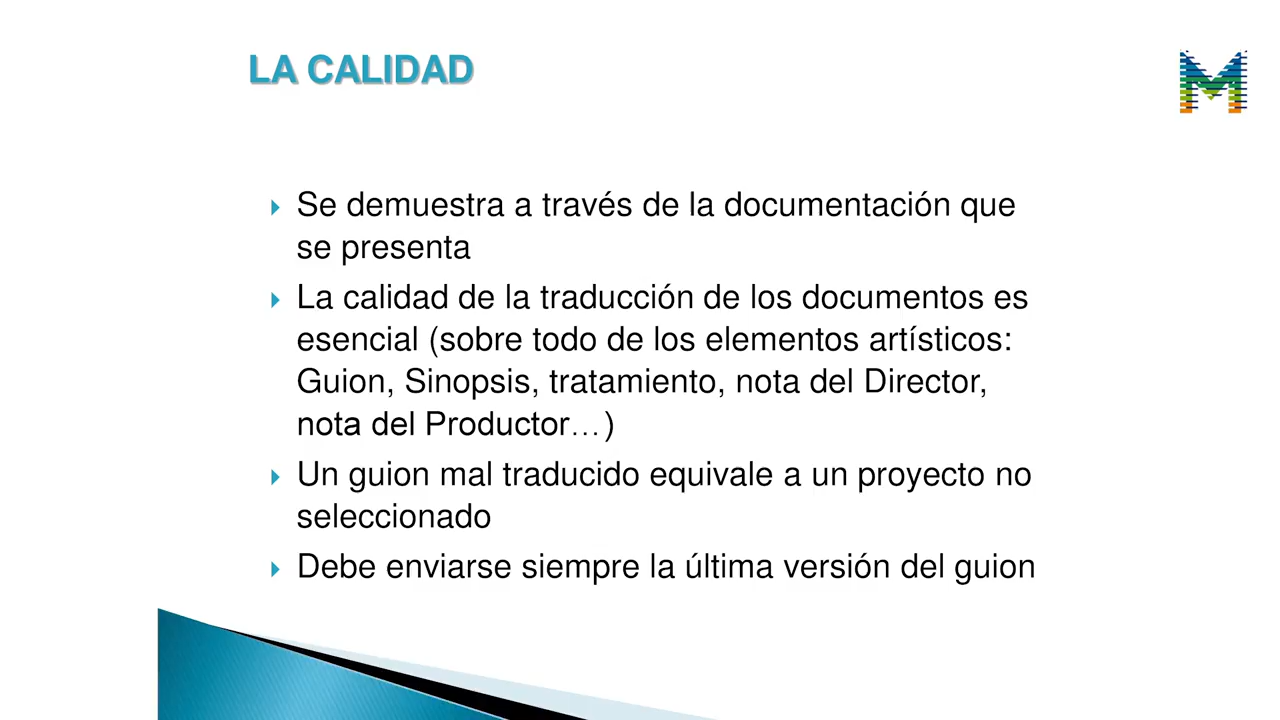 LA CALIDAD
Se demuestra a través de la documentación que
se presenta
La calidad de la traducción de los documentos es
esencial (sobre todo de los elementos artísticos:
Guion, Sinopsis, tratamiento, nota del Director,
nota del Productor…)
Un guion mal traducido equivale a un proyecto no
seleccionado
Debe enviarse siempre la última versión del guion